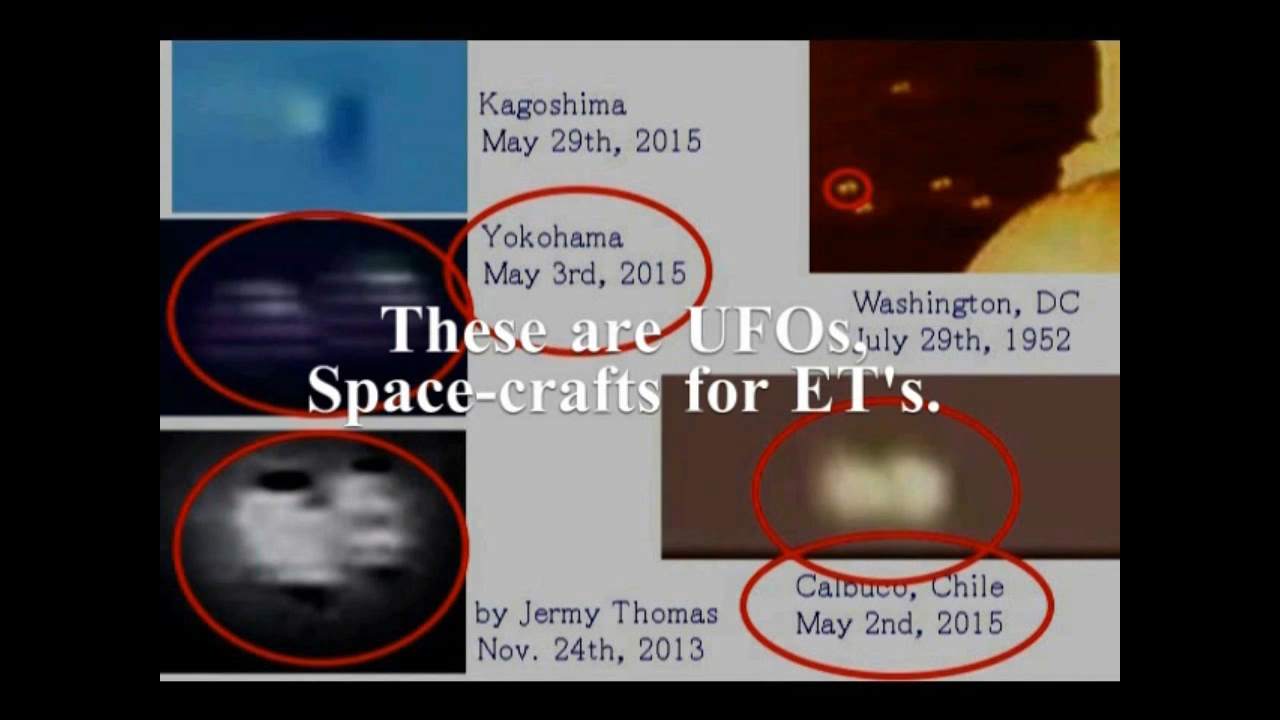 Kagoshima
May 29th, 2015
Yokohama
May 3rd, 2015
Washington, DC
July 29th, 1952
These are UFOs,
Space-crafts for ET's.
Calbuco, Chile
May 2nd, 2015
by Jermy Thomas
Nov. 24th, 2013